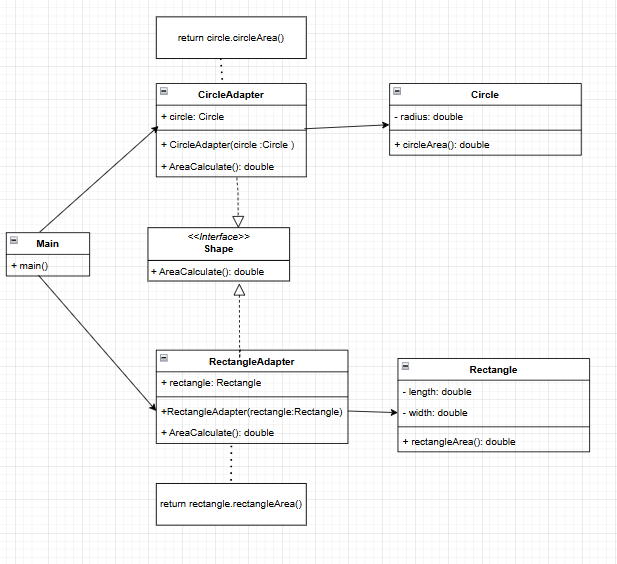 return circle.circleArea()
CircleAdapter
+ circle: Circle
+ CircleAdapter(circle :Circle )
+ AreaCalculate(): double
Circle
- radius: double
+ circleArea(): double
Main
+ main()
<<Interface>>
Shape
+ AreaCalculate(): double
RectangleAdapter
+ rectangle: Rectangle
+RectangleAdapter(rectangle:Rectangle)
+ AreaCalculate(): double
Rectangle
- length: double
- width: double
+ rectangleArea(): double
return rectangle.rectangleArea()